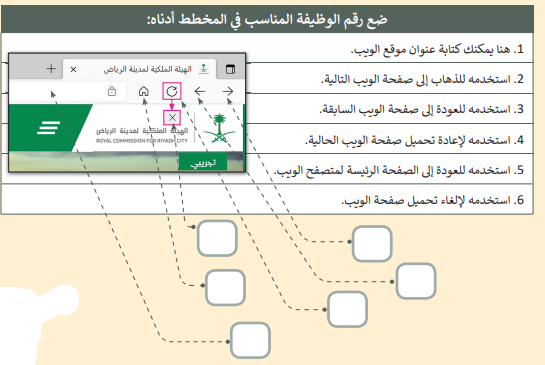 ضع رقم الوظيفة المناسب في المخطط أدناه:
1. هنا يمكنك كتابة عنوان موقع الويب.
2. استخدمه للذهاب إلى صفحة الويب التالية.
3. استخدمه للعودة إلى صفحة الويب السابقة.
4. استخدمه لإعادة تحميل صفحة الويب الحالية.
5. استخدمه للعودة إلى الصفحة الرئيسة لمتصفح الويب.
6. استخدمه لإلغاء تحميل صفحة الويب.
الهيئة الملكية لمدينة الرياض
الهيئة الملكية لمدينة الرياض
ROYAL COMMISSION FOR RIYADH CITY
تجريبي